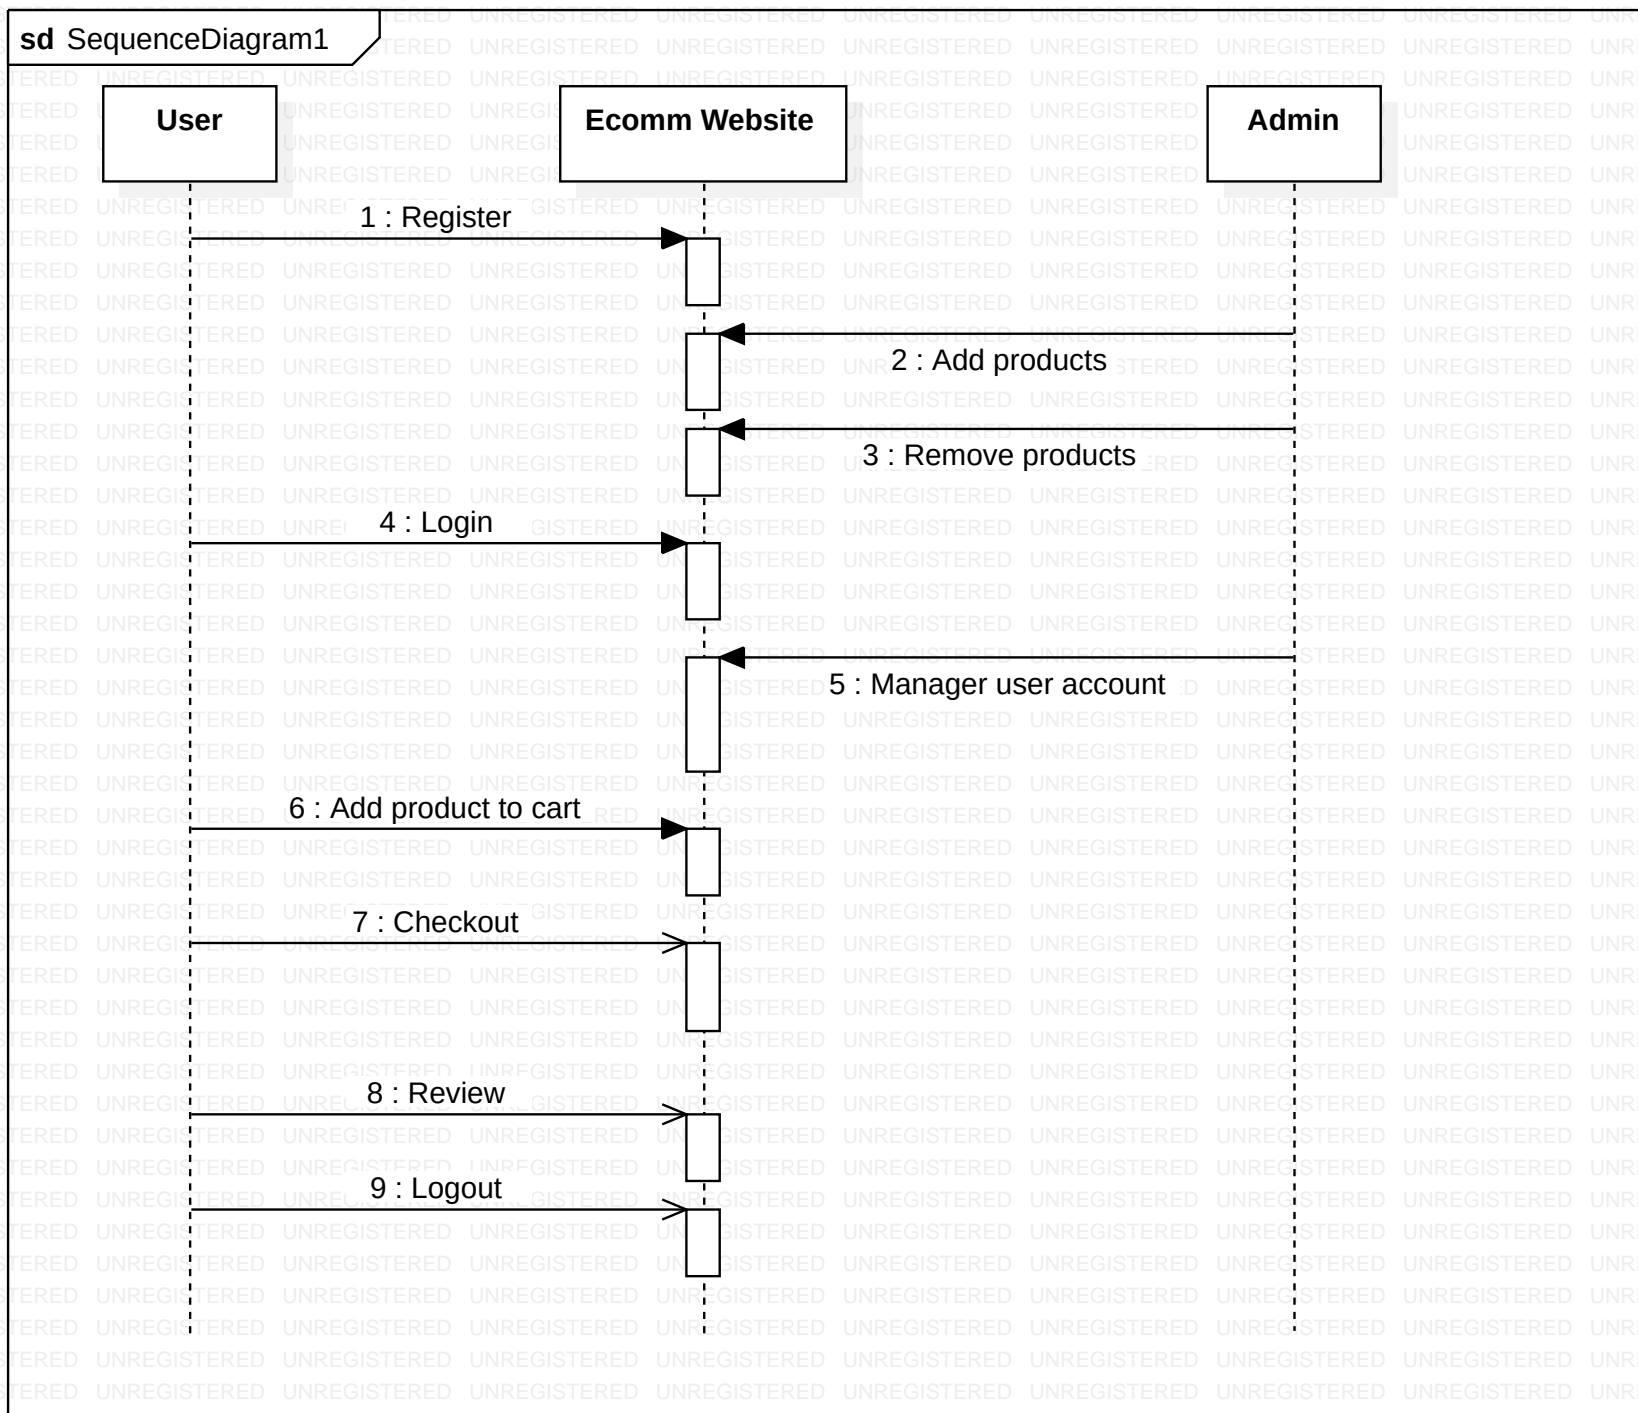 sd SequenceDiagram1
User
Ecomm Website
Admin
1 : Register
2 : Add products
3 : Remove products
4 : Login
5 : Manager user account
6 : Add product to cart
7 : Checkout
8 : Review
9 : Logout
UNREGISTERED